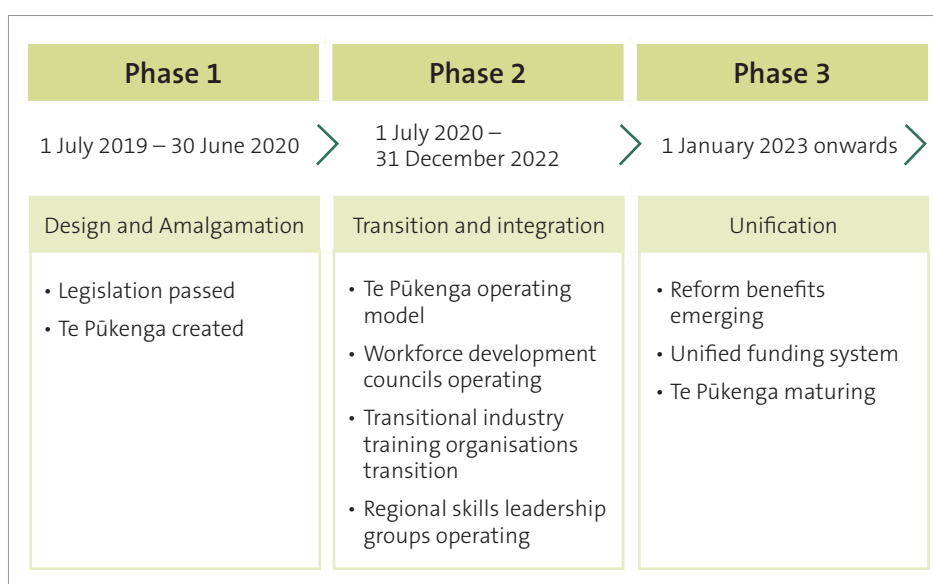 Phase 1
Phase 2
Phase 3
1 July 2019 – 30 June 2020
1 July 2020 –
31 December 2022
1 January 2023 onwards
Design and Amalgamation
• Legislation passed
• Te Pūkenga created
Transition and integration
• Te Pūkenga operating
model
• Workforce development
councils operating
• Transitional industry
training organisations
transition
• Regional skills leadership
groups operating
Unification
• Reform benefits
emerging
• Unified funding system
• Te Pūkenga maturing